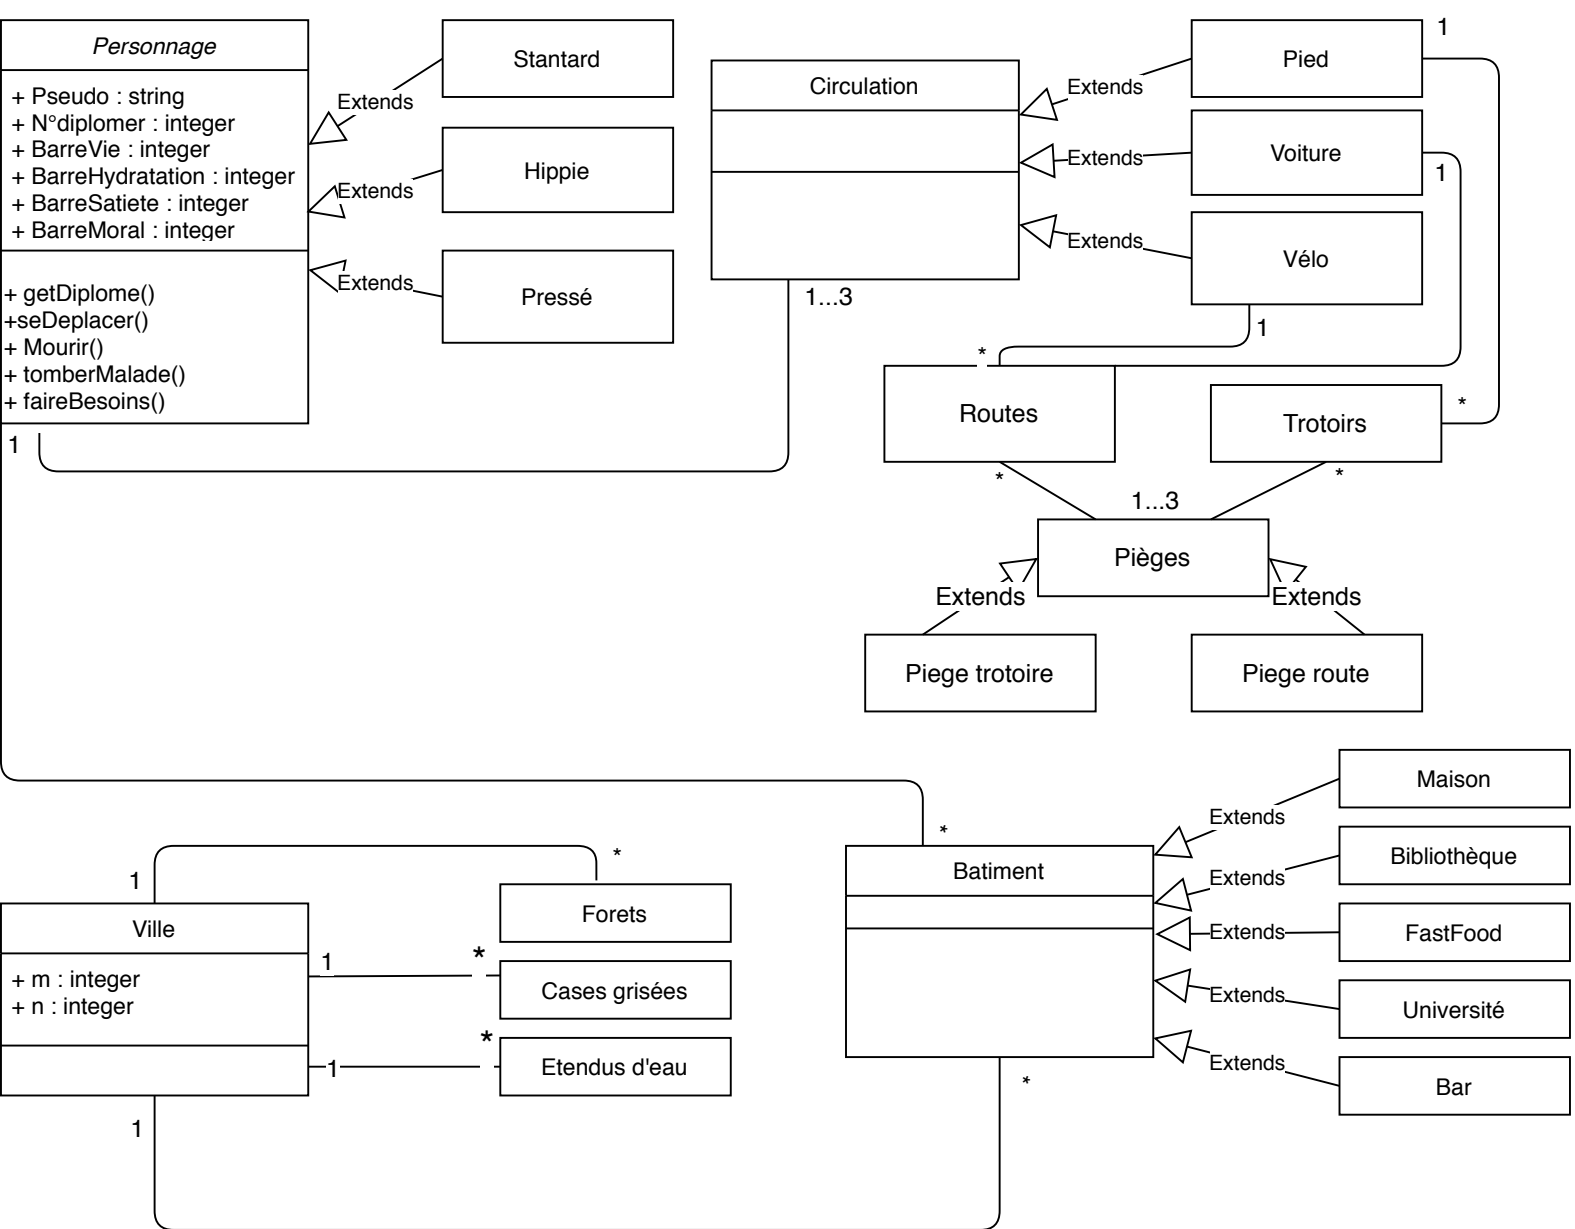 Personnage
+ Pseudo : string
+ N°diplomer : integer
+ BarreVie : integer
+ BarreHydratation : integer
+ BarreSatiete : integer
+ BarreMoral : integer
+ getDiplome()
+seDeplacer()
+ Mourir()
+ tomberMalade()
+ faireBesoins()
1
Extends
Stantard
Extends
Hippie
Extends
Pressé
Circulation
1...3
Extends
Pied
1
Extends
Voiture
1
Extends
Vélo
1
*
Routes
*
Trotoirs
*
*
1...3
Pièges
Extends
Extends
Piege trotoire
Piege route
*
Batiment
*
Extends
Maison
Extends
Bibliothèque
Extends
FastFood
Extends
Université
Extends
Bar
1
*
Ville
+ m : integer
+ n : integer
Forets
1
*
Cases grisées
1
*
Etendus d'eau
1